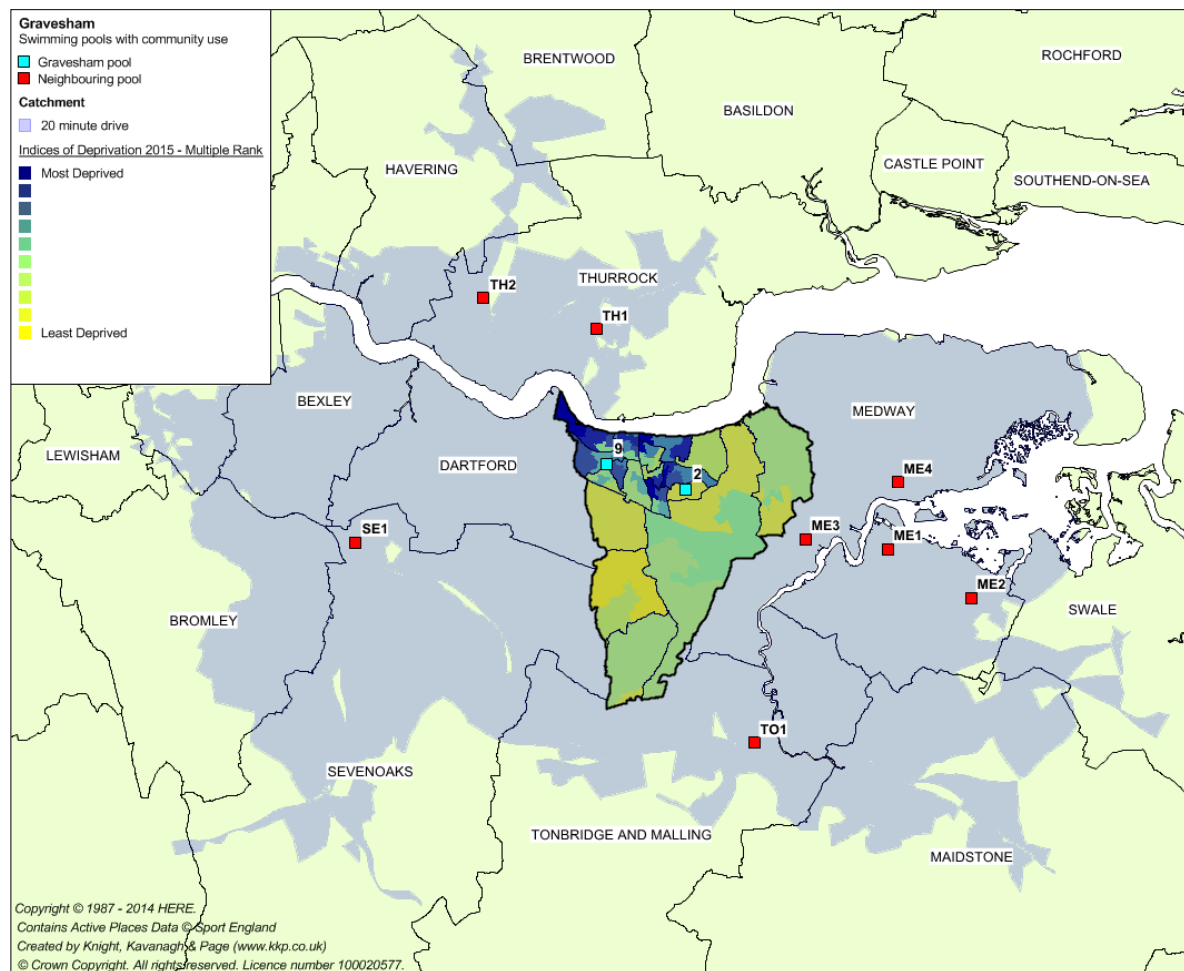 Gravesham
Swimming pools with community use
Gravesham pool
Neighbouring pool
Catchment
20 minute drive
Indices of Deprivation 2015 - Multiple Rank
Most Deprived
Least Deprived
BRENTWOOD
ROCHFORD
BASILDON
HAVERING
CASTLE POINT
SOUTHEND-ON-SEA
THURROCK
TH2
TH1
BEXLEY
MEDWAY
LEWISHAM
DARTFORD
9
2
ME4
SE1
ME3
ME1
ME2
BROMLEY
SWALE
TO1
SEVENOAKS
TONBRIDGE AND MALLING
MAIDSTONE
Copyright © 1987 - 2014 HERE.
Contains Active Places Data © Sport England
Created by Knight, Kavanagh & Page (www.kkp.co.uk)
© Crown Copyright. All rights reserved. Licence number 100020577.